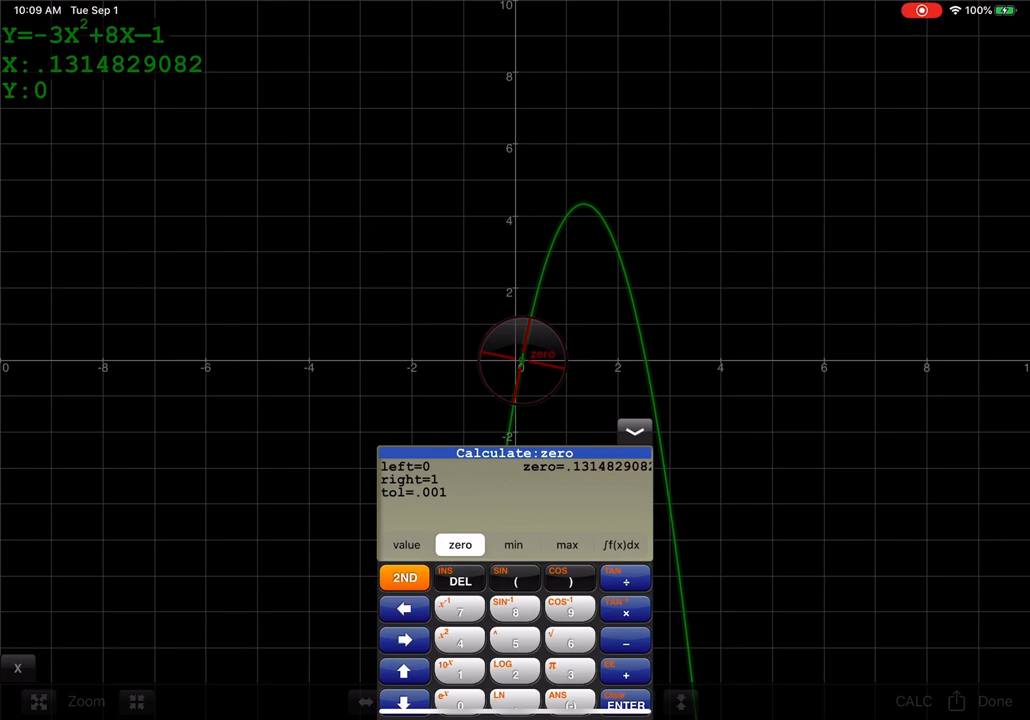 10:09 AM Tue Sep 1
100%
Y=-3X²+8X-1
X:.1314829082
Y:0
10
8
6
4
2
zero
0 -8 -6 -4 -2 0 2 4 6 8 1
-2
Calculate:zero
left=0 zero=.1314829082
right=1
tol=.001
value zero min max ∫f(x)dx
2ND INS DEL SIN ( COS ) TAN ÷
x⁻¹ 7 SIN⁻¹ 8 COS⁻¹ 9 TAN⁻¹ ×
x² 4 ^ 5 √ 6 −
10ˣ 1 LOG 2 π 3 EE +
eˣ 0 LN . ANS (-) Clear ENTER
X
Zoom CALC Done